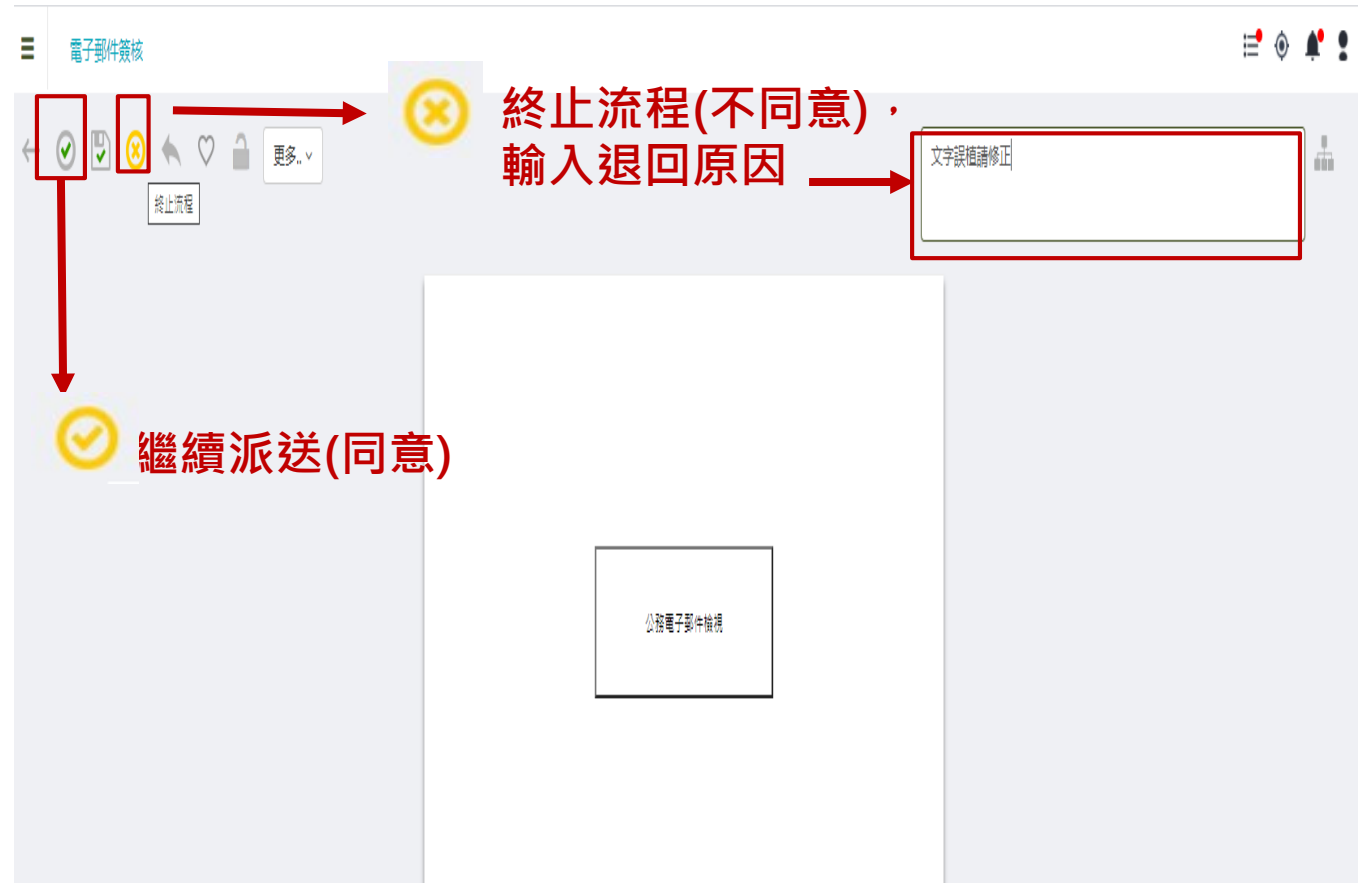 電子郵件簽核
終止流程(不同意)，
輸入退回原因
更多..
文字誤植請修正
終止流程
繼續派送(同意)
公務電子郵件檢視